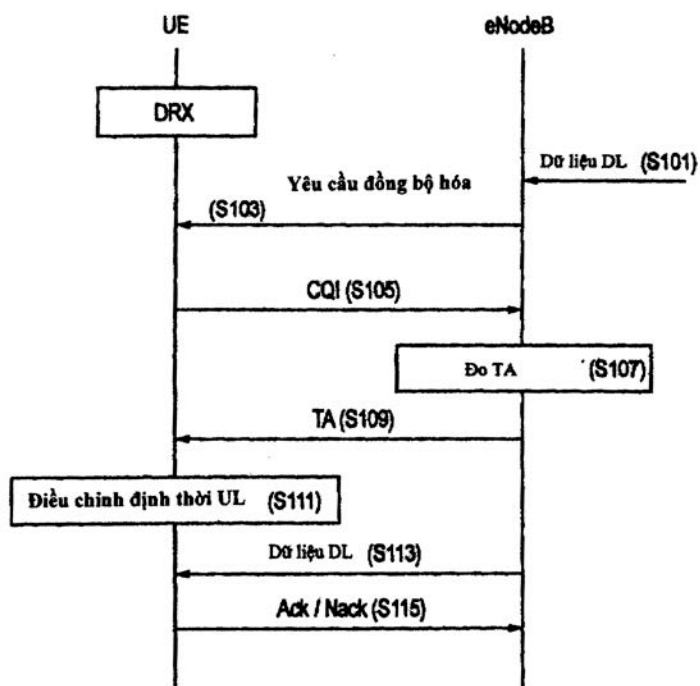 UE eNodeB
DRX
Dữ liệu DL (S101)
Yêu cầu đồng bộ hóa
(S103)
CQI (S105)
Đo TA (S107)
TA (S109)
Điều chỉnh định thời UL (S111)
Dữ liệu DL (S113)
Ack / Nack (S115)